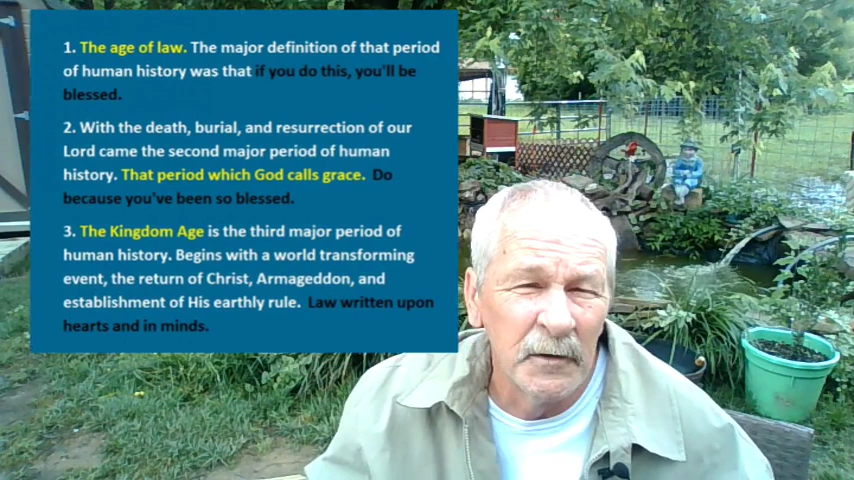 1. The age of law. The major definition of that period
of human history was that if you do this, you'll be
blessed.
2. With the death, burial, and resurrection of our
Lord came the second major period of human
history. That period which God calls grace. Do
because you've been so blessed.
3. The Kingdom Age is the third major period of
human history. Begins with a world transforming
event, the return of Christ, Armageddon, and
establishment of His earthly rule. Law written upon
hearts and in minds.